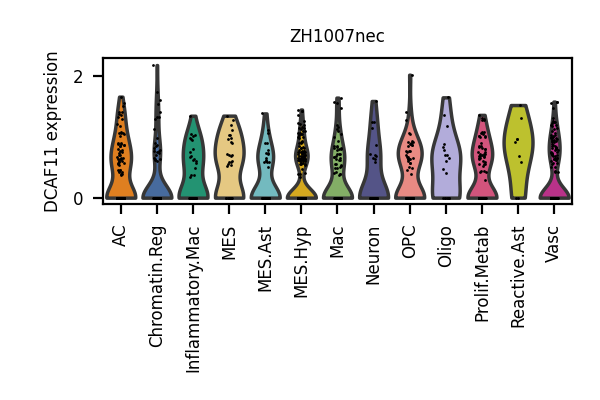 ZH1007nec
DCAF11 expression
2
0
AC
Chromatin.Reg
Inflammatory.Mac
MES
MES.Ast
MES.Hyp
Mac
Neuron
OPC
Oligo
Prolif.Metab
Reactive.Ast
Vasc